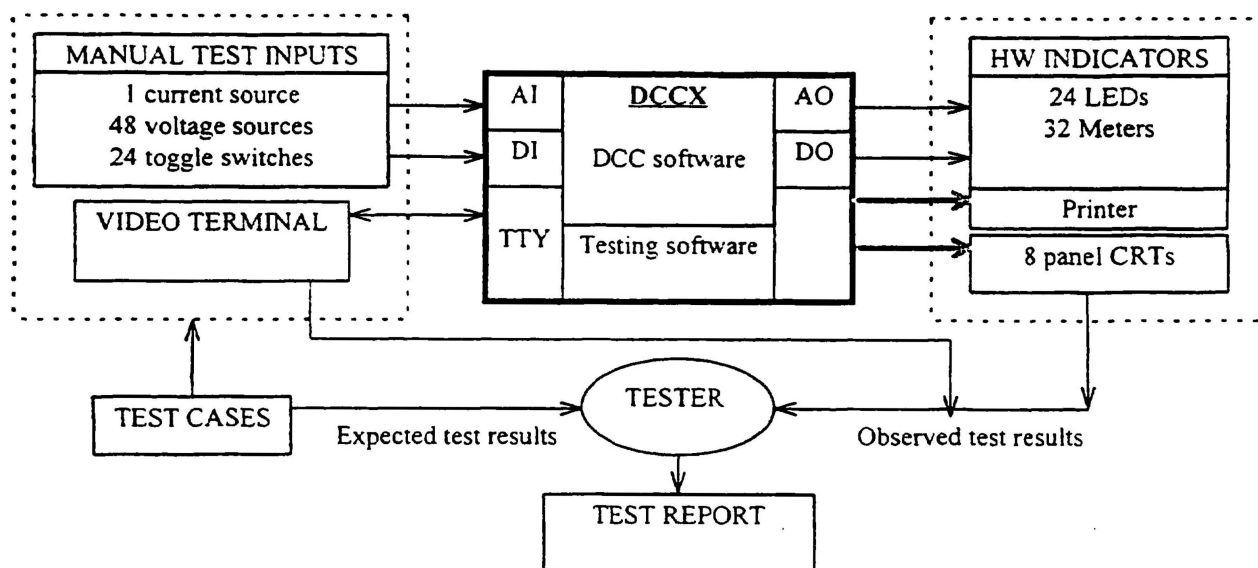 MANUAL TEST INPUTS
1 current source
48 voltage sources
24 toggle switches
VIDEO TERMINAL
AI
DI
TTY
DCCX
DCC software
Testing software
AO
DO
HW INDICATORS
24 LEDs
32 Meters
Printer
8 panel CRTs
TEST CASES
Expected test results
TESTER
Observed test results
TEST REPORT